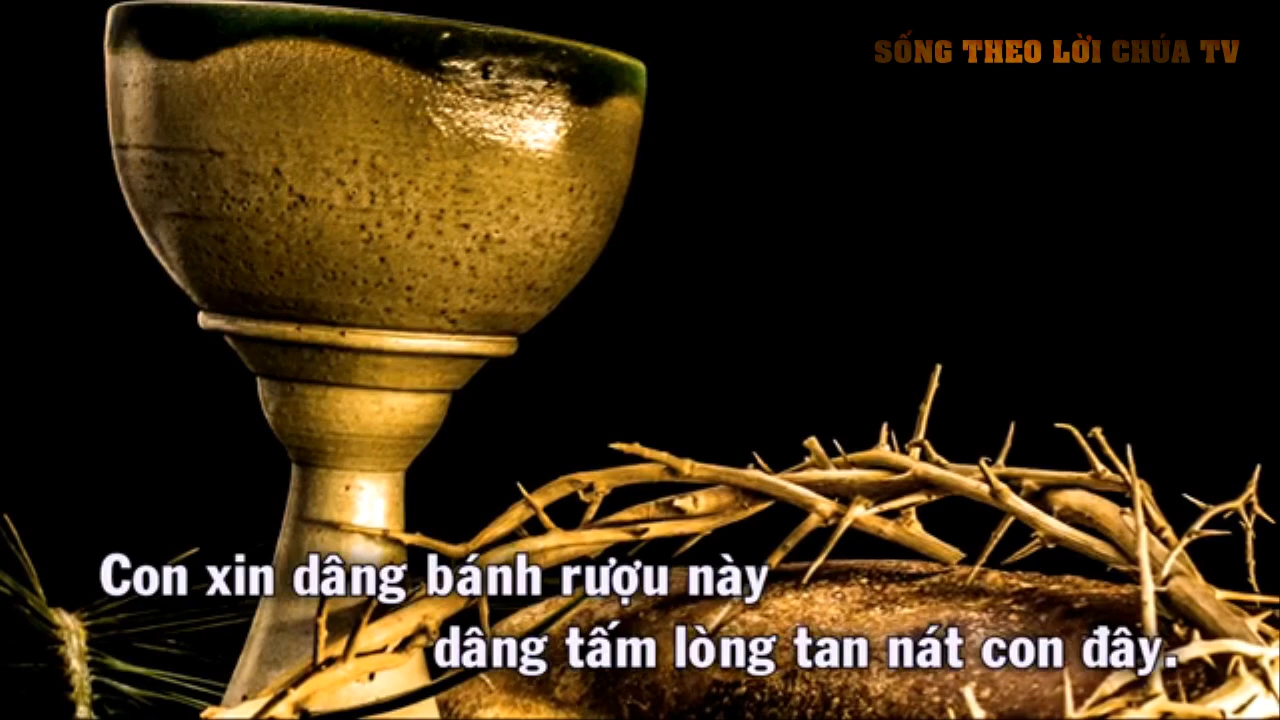 SỐNG THEO LỜI CHÚA TV
Con xin dâng bánh rượu này
dâng tấm lòng tan nát con đây.